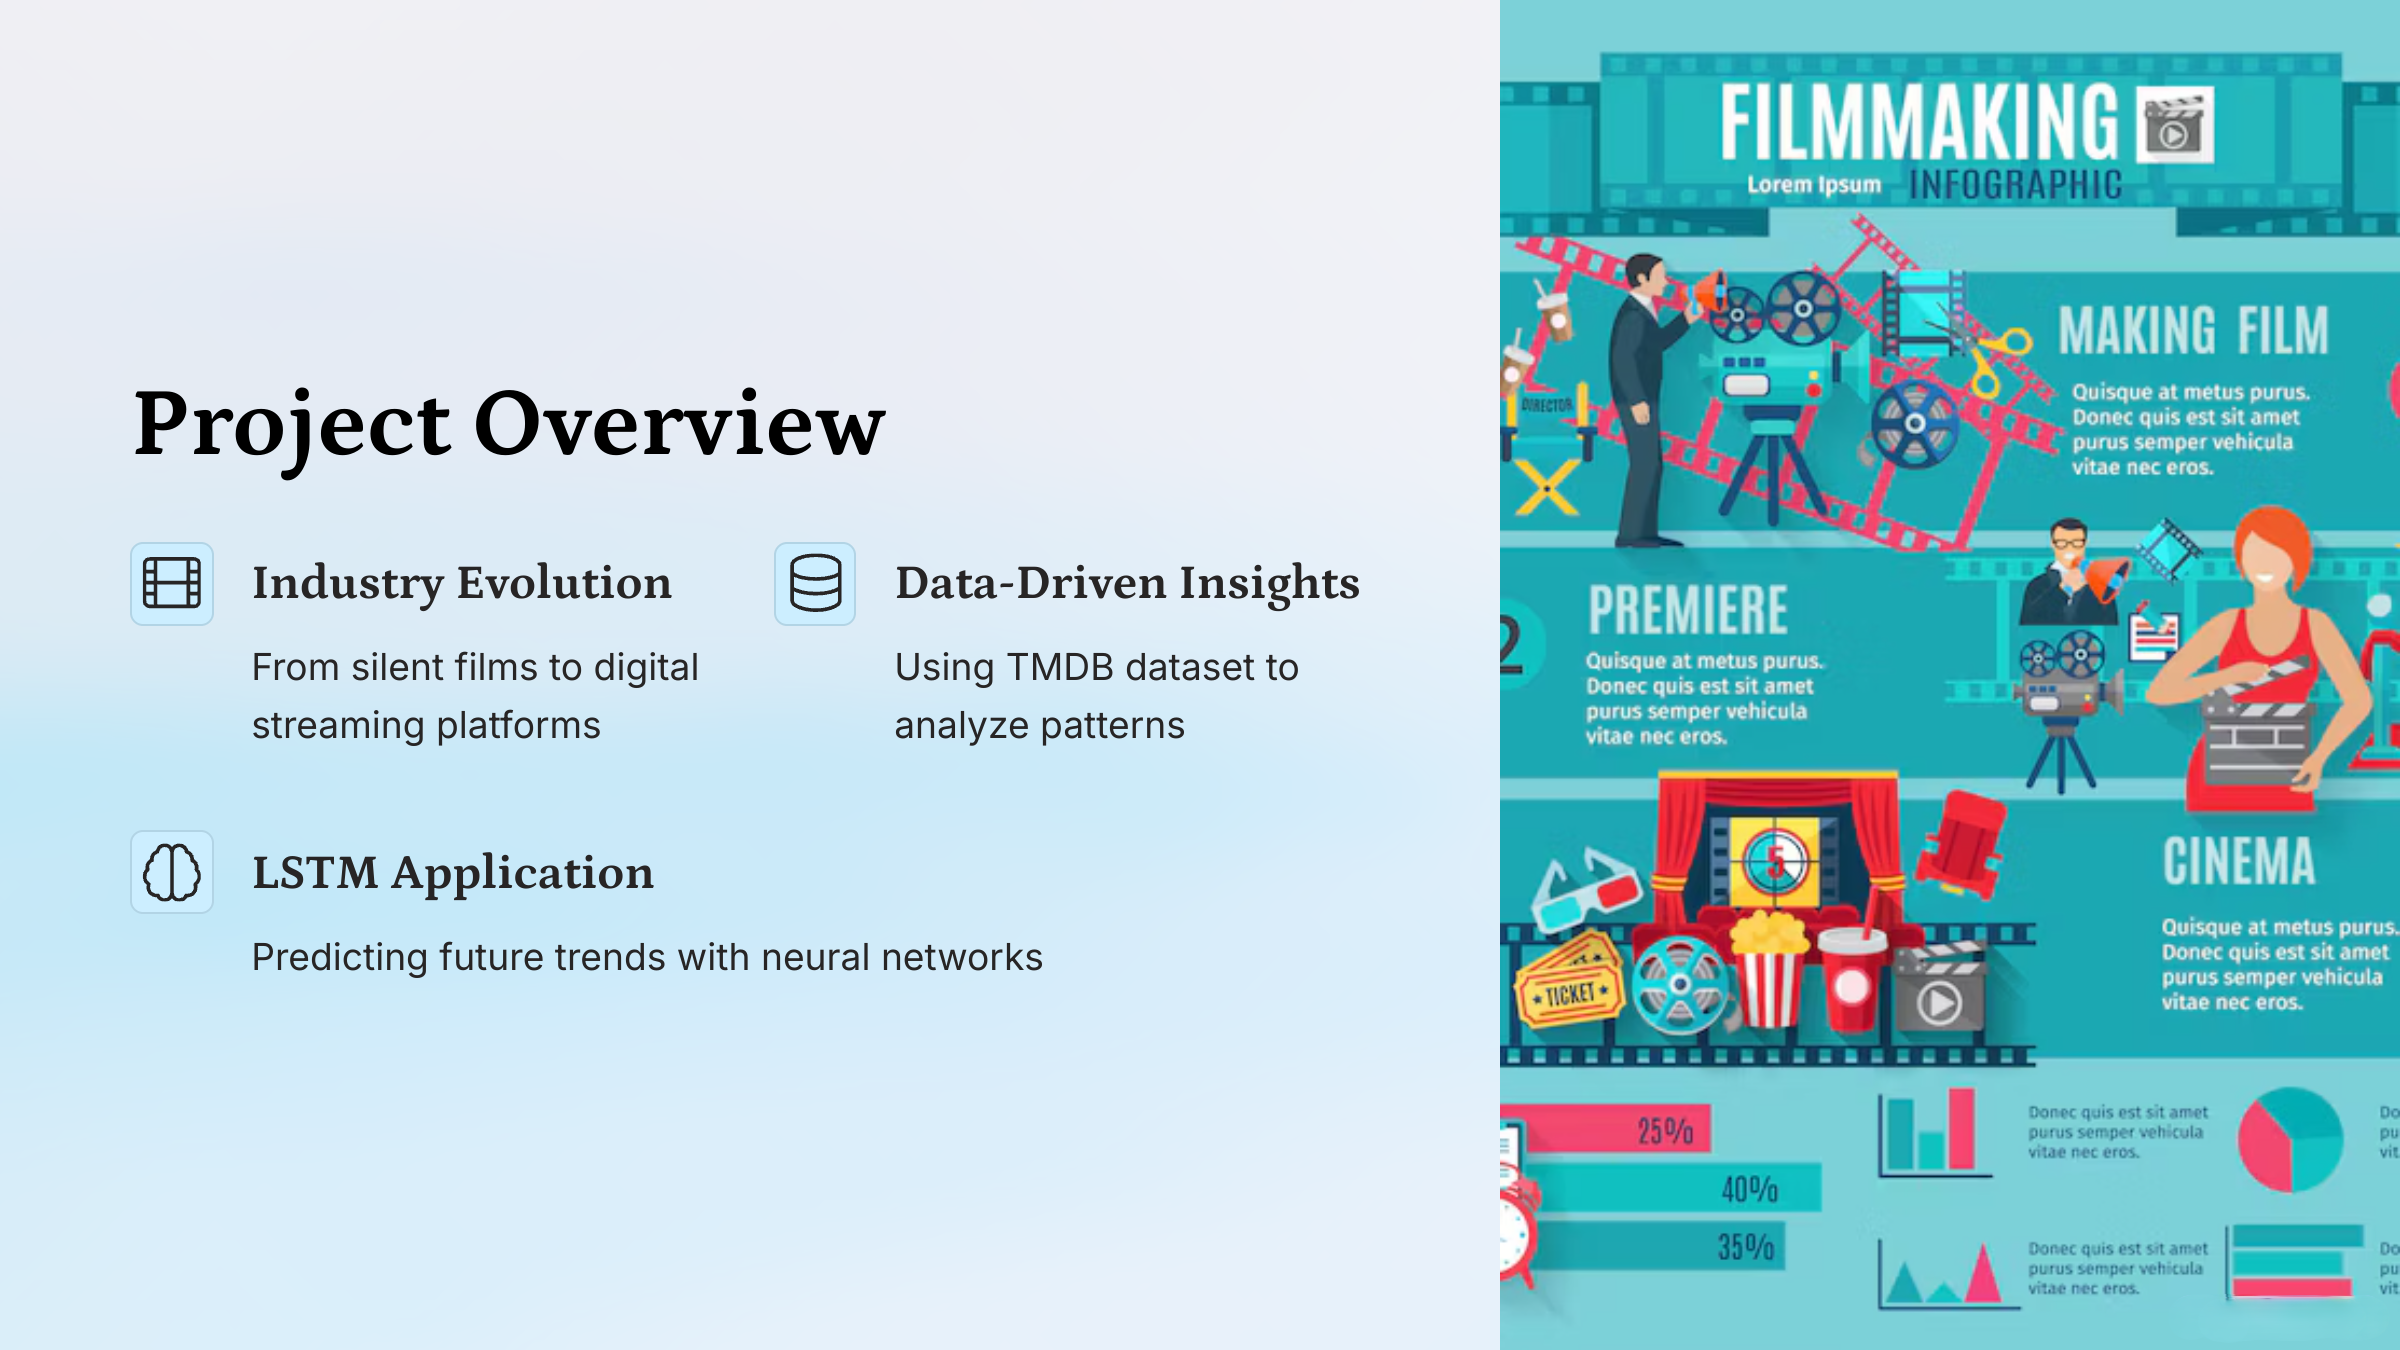 Project Overview
Industry Evolution
From silent films to digital
streaming platforms
Data-Driven Insights
Using TMDB dataset to
analyze patterns
LSTM Application
Predicting future trends with neural networks
FILMMAKING
Lorem Ipsum INFOGRAPHIC
DIRECTOR
MAKING FILM
Quisque at metus purus.
Donec quis est sit amet
purus semper vehicula
vitae nec eros.
2
PREMIERE
Quisque at metus purus.
Donec quis est sit amet
purus semper vehicula
vitae nec eros.
5
TICKET
CINEMA
Quisque at metus purus.
Donec quis est sit amet
purus semper vehicula
vitae nec eros.
25%
40%
35%
Donec quis est sit amet
purus semper vehicula
vitae nec eros.
Do
pu
vit
Donec quis est sit amet
purus semper vehicula
vitae nec eros.
Do
pu
vit